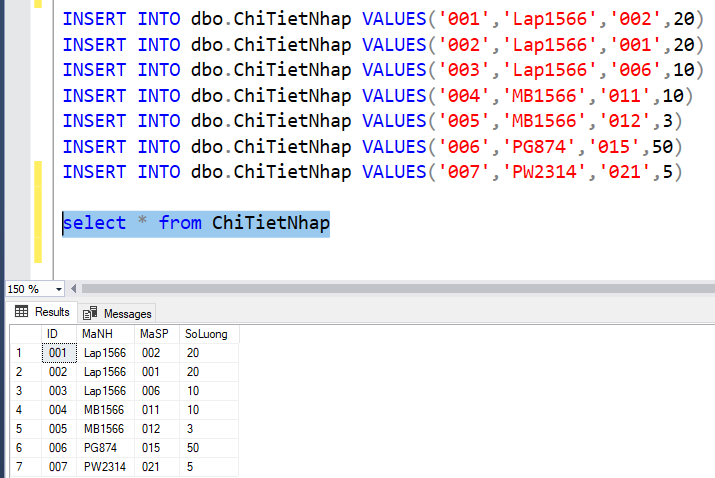 INSERT INTO dbo.ChiTietNhap VALUES('001','Lap1566','002',20)
INSERT INTO dbo.ChiTietNhap VALUES('002','Lap1566','001',20)
INSERT INTO dbo.ChiTietNhap VALUES('003','Lap1566','006',10)
INSERT INTO dbo.ChiTietNhap VALUES('004','MB1566','011',10)
INSERT INTO dbo.ChiTietNhap VALUES('005','MB1566','012',3)
INSERT INTO dbo.ChiTietNhap VALUES('006','PG874','015',50)
INSERT INTO dbo.ChiTietNhap VALUES('007','PW2314','021',5)
select * from ChiTietNhap
150 %
Results Messages
ID MaNH MaSP SoLuong
1 001 Lap1566 002 20
2 002 Lap1566 001 20
3 003 Lap1566 006 10
4 004 MB1566 011 10
5 005 MB1566 012 3
6 006 PG874 015 50
7 007 PW2314 021 5